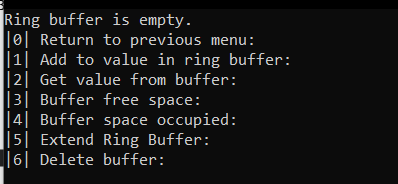 Ring buffer is empty.
|0| Return to previous menu:
|1| Add to value in ring buffer:
|2| Get value from buffer:
|3| Buffer free space:
|4| Buffer space occupied:
|5| Extend Ring Buffer:
|6| Delete buffer: